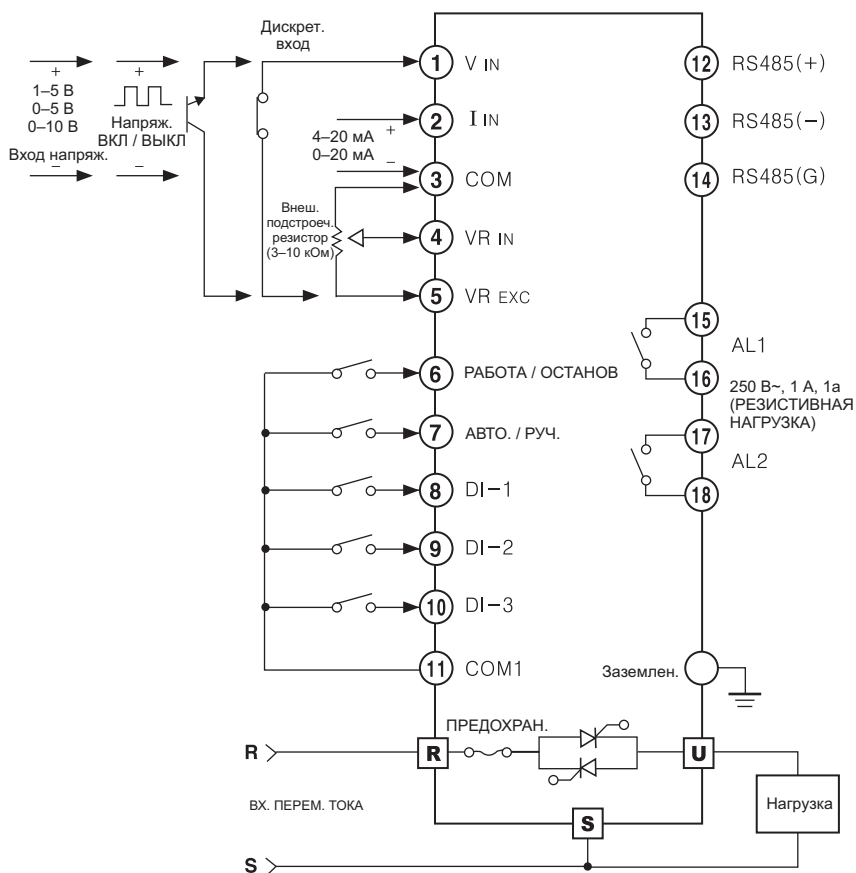 Дискрет.
вход
+
+
1–5 В
0–5 В
0–10 В
Напряж.
ВКЛ / ВЫКЛ
Вход напряж.
–
–
1 V IN
2 I IN
4–20 мА
0–20 мА
+
–
3 COM
Внеш.
подстроеч.
резистор
(3–10 кОм)
4 VR IN
5 VR EXC
6 РАБОТА / ОСТАНОВ
7 АВТО. / РУЧ.
8 DI-1
9 DI-2
10 DI-3
11 COM1
12 RS485(+)
13 RS485(-)
14 RS485(G)
15
AL1
16
250 В~, 1 А, 1a
(РЕЗИСТИВНАЯ
НАГРУЗКА)
17
AL2
18
Заземлен.
ПРЕДОХРАН.
R
R
U
ВХ. ПЕРЕМ. ТОКА
Нагрузка
S
S